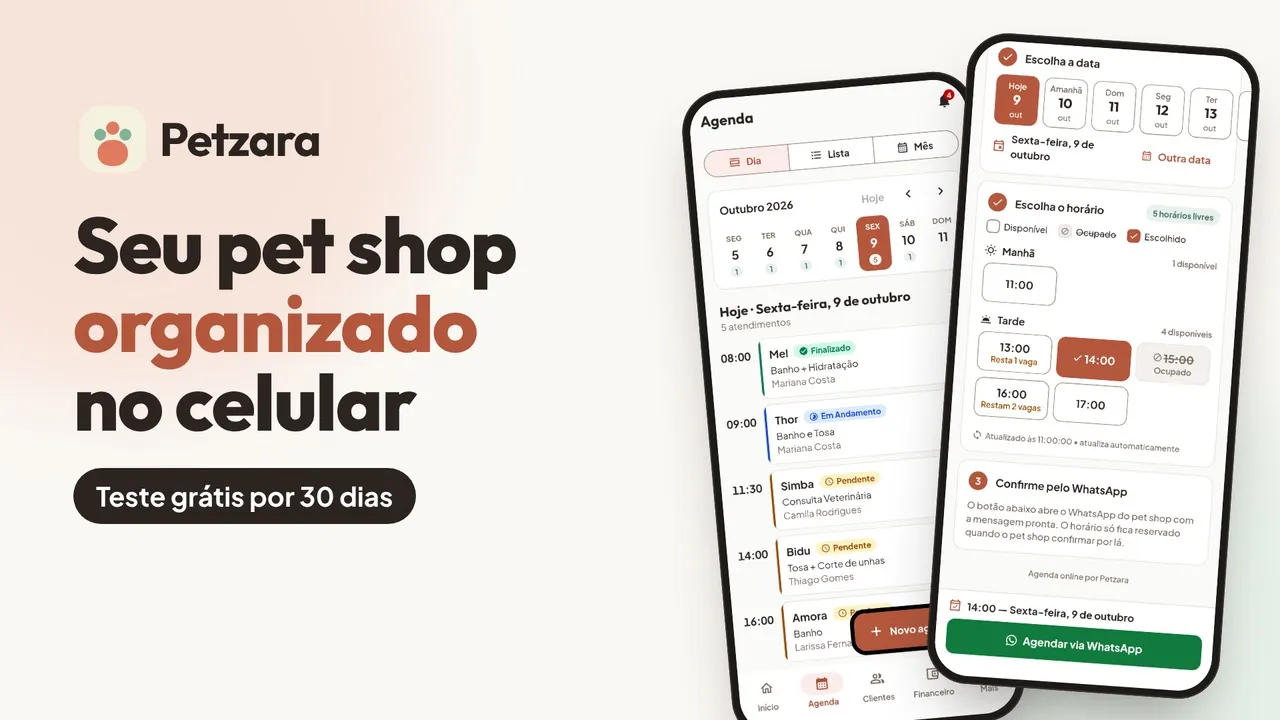 Petzara
Seu pet shop
organizado
no celular
Teste grátis por 30 dias
Agenda
4
Dia
Lista
Mês
Outubro 2026
Hoje
SEG TER QUA QUI SEX SÁB DOM
5 6 7 8 9 10 11
1 1 1 1 5 1
Hoje · Sexta-feira, 9 de outubro
5 atendimentos
08:00
Mel
Finalizado
Banho + Hidratação
Mariana Costa
09:00
Thor
Em Andamento
Banho e Tosa
Mariana Costa
11:30
Simba
Pendente
Consulta Veterinária
Camila Rodrigues
14:00
Bidu
Pendente
Tosa + Corte de unhas
Thiago Gomes
16:00
Amora
Banho
Larissa
+ Novo
Início
Agenda
Clientes
Financeiro
Mais
Escolha a data
Hoje Amanhã Dom Seg Ter
9 10 11 12 13
out out out out out
Sexta-feira, 9 de
outubro
Outra data
Escolha o horário
5 horários livres
Disponível
Ocupado
Escolhido
Manhã
1 disponível
11:00
Tarde
4 disponíveis
13:00
Resta 1 vaga
14:00
15:00
Ocupado
16:00
Restam 2 vagas
17:00
Atualizado às 11:00:00 • atualiza automaticamente
3
Confirme pelo WhatsApp
O botão abaixo abre o WhatsApp do pet shop com
a mensagem pronta. O horário só fica reservado
quando o pet shop confirmar por lá.
Agenda online por Petzara
14:00 — Sexta-feira, 9 de outubro
Agendar via WhatsApp